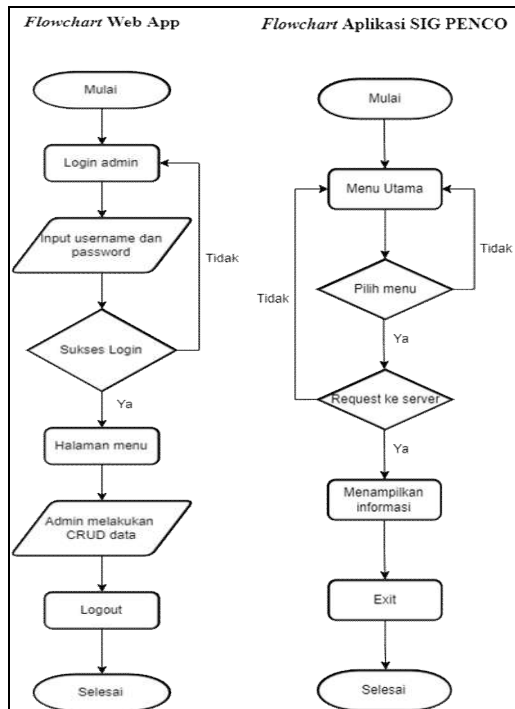 Flowchart Web App
Mulai
Login admin
Input username dan
password
Tidak
Sukses Login
Ya
Halaman menu
Admin melakukan
CRUD data
Logout
Selesai
Flowchart Aplikasi SIG PENCO
Mulai
Menu Utama
Tidak
Pilih menu
Tidak
Ya
Request ke server
Ya
Menampilkan
informasi
Exit
Selesai